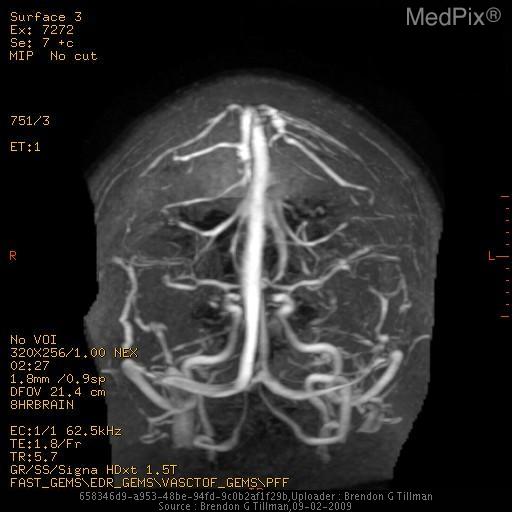 Surface 3
Ex: 7272
Se: 7 +c
MIP No cut
MedPix®
751/3
ET:1
R
L
No VOI
320X256/1.00 NEX
02:27
1.8mm /0.9sp
DFOV 21.4 cm
8HRBRAIN
EC:1/1 62.5kHz
TE:1.8/Fr
TR:5.7
GR/SS/Signa HDxt 1.5T
FAST_GEMS\EDR_GEMS\VASCTOF_GEMS\PFF
658346d9-a953-48be-94fd-9c0b2af1f29b,Uploader : Brendon G Tillman
Source : Brendon G Tillman,09-02-2009